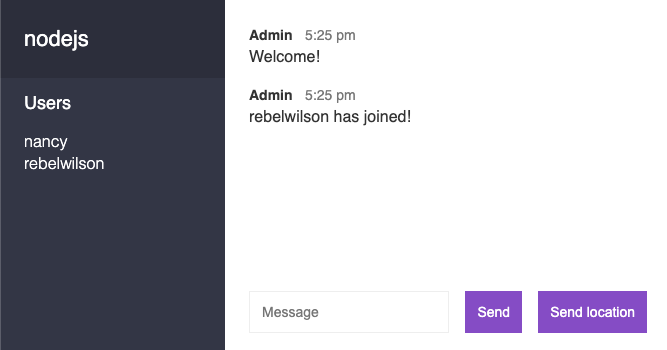 nodejs
Users
nancy
rebelwilson
Admin 5:25 pm
Welcome!
Admin 5:25 pm
rebelwilson has joined!
Message
Send
Send location